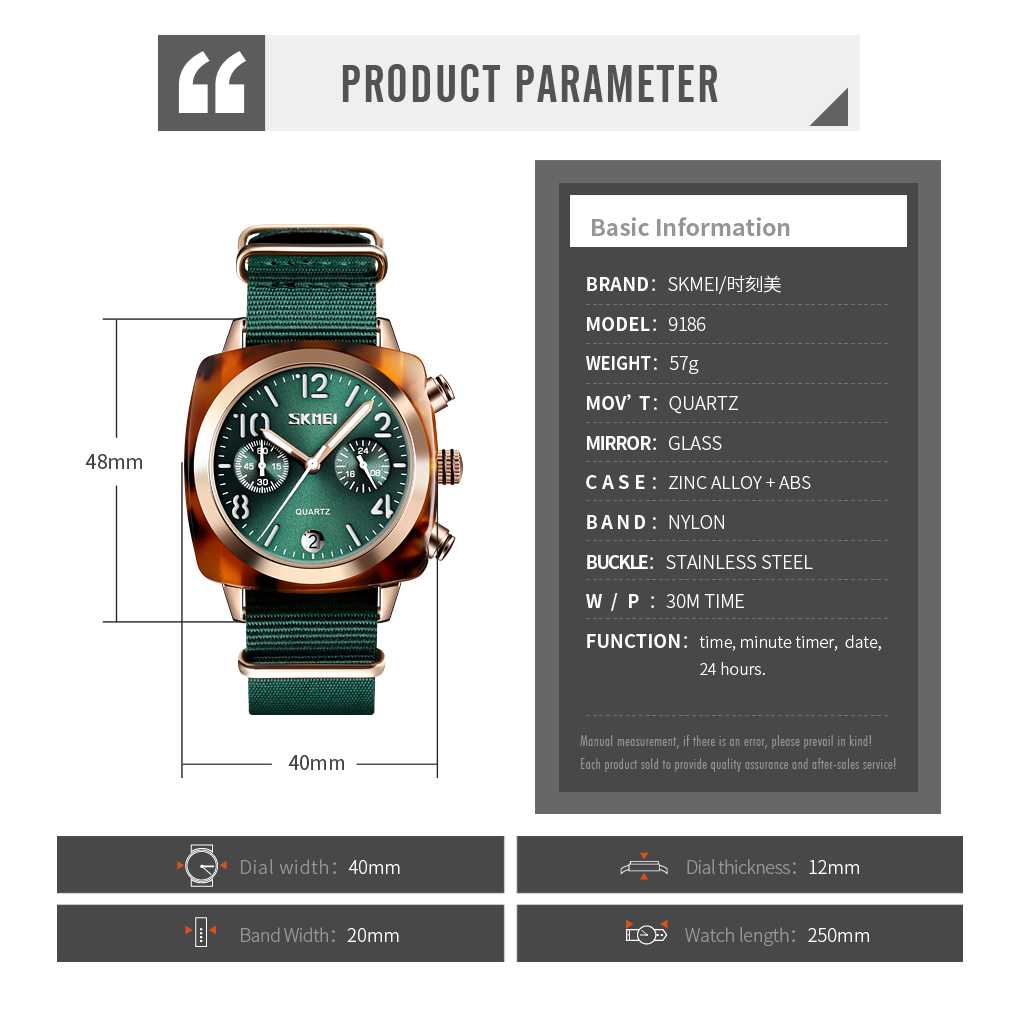 PRODUCT PARAMETER
Basic Information
BRAND: SKMEI/时刻美
MODEL: 9186
WEIGHT: 57g
MOV’ T: QUARTZ
MIRROR: GLASS
CASE: ZINC ALLOY + ABS
BAND: NYLON
BUCKLE: STAINLESS STEEL
W / P : 30M TIME
FUNCTION: time, minute timer, date,
24 hours.
Manual measurement, if there is an error, please prevail in kind!
Each product sold to provide quality assurance and after-sales service!
12
10
SKMEI
2
60
45
15
30
24
16
08
8
4
QUARTZ
2
48mm
40mm
Dial width: 40mm
Dial thickness: 12mm
Band Width: 20mm
Watch length: 250mm